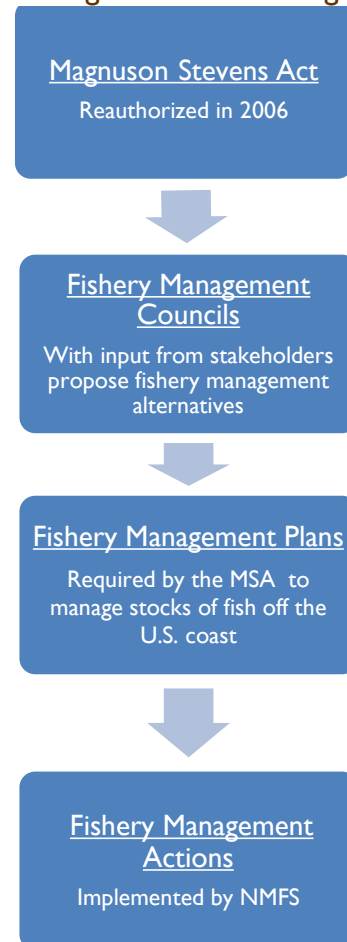 Magnuson Stevens Act
Reauthorized in 2006
Fishery Management
Councils
With input from stakeholders
propose fishery management
alternatives
Fishery Management Plans
Required by the MSA to
manage stocks of fish off the
U.S. coast
Fishery Management
Actions
Implemented by NMFS